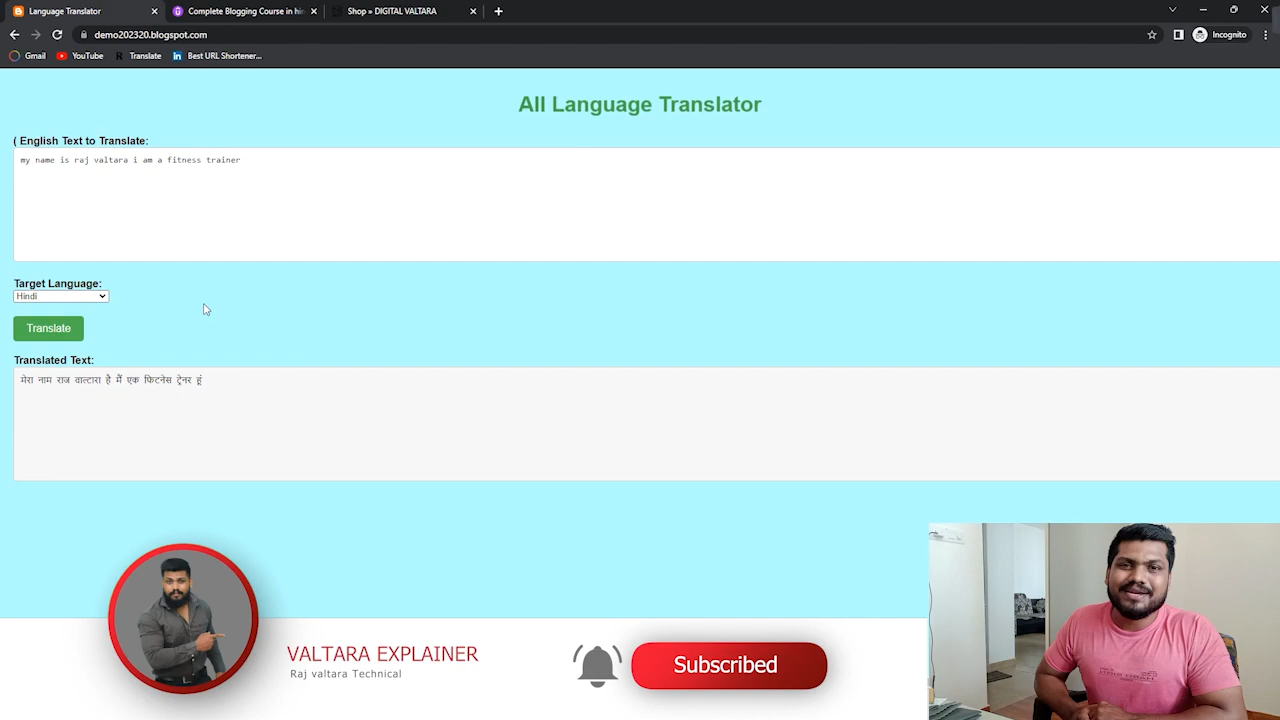 Language Translator
Complete Blogging Course in hin
Shop » DIGITAL VALTARA
demo202320.blogspot.com
Incognito
Gmail
YouTube
Translate
Best URL Shortener...
All Language Translator
( English Text to Translate:
my name is raj valtara i am a fitness trainer
Target Language:
Hindi
Translate
Translated Text:
मेरा नाम राज वाल्टारा है मैं एक फिटनेस ट्रेनर हूं
VALTARA EXPLAINER
Raj valtara Technical
Subscribed